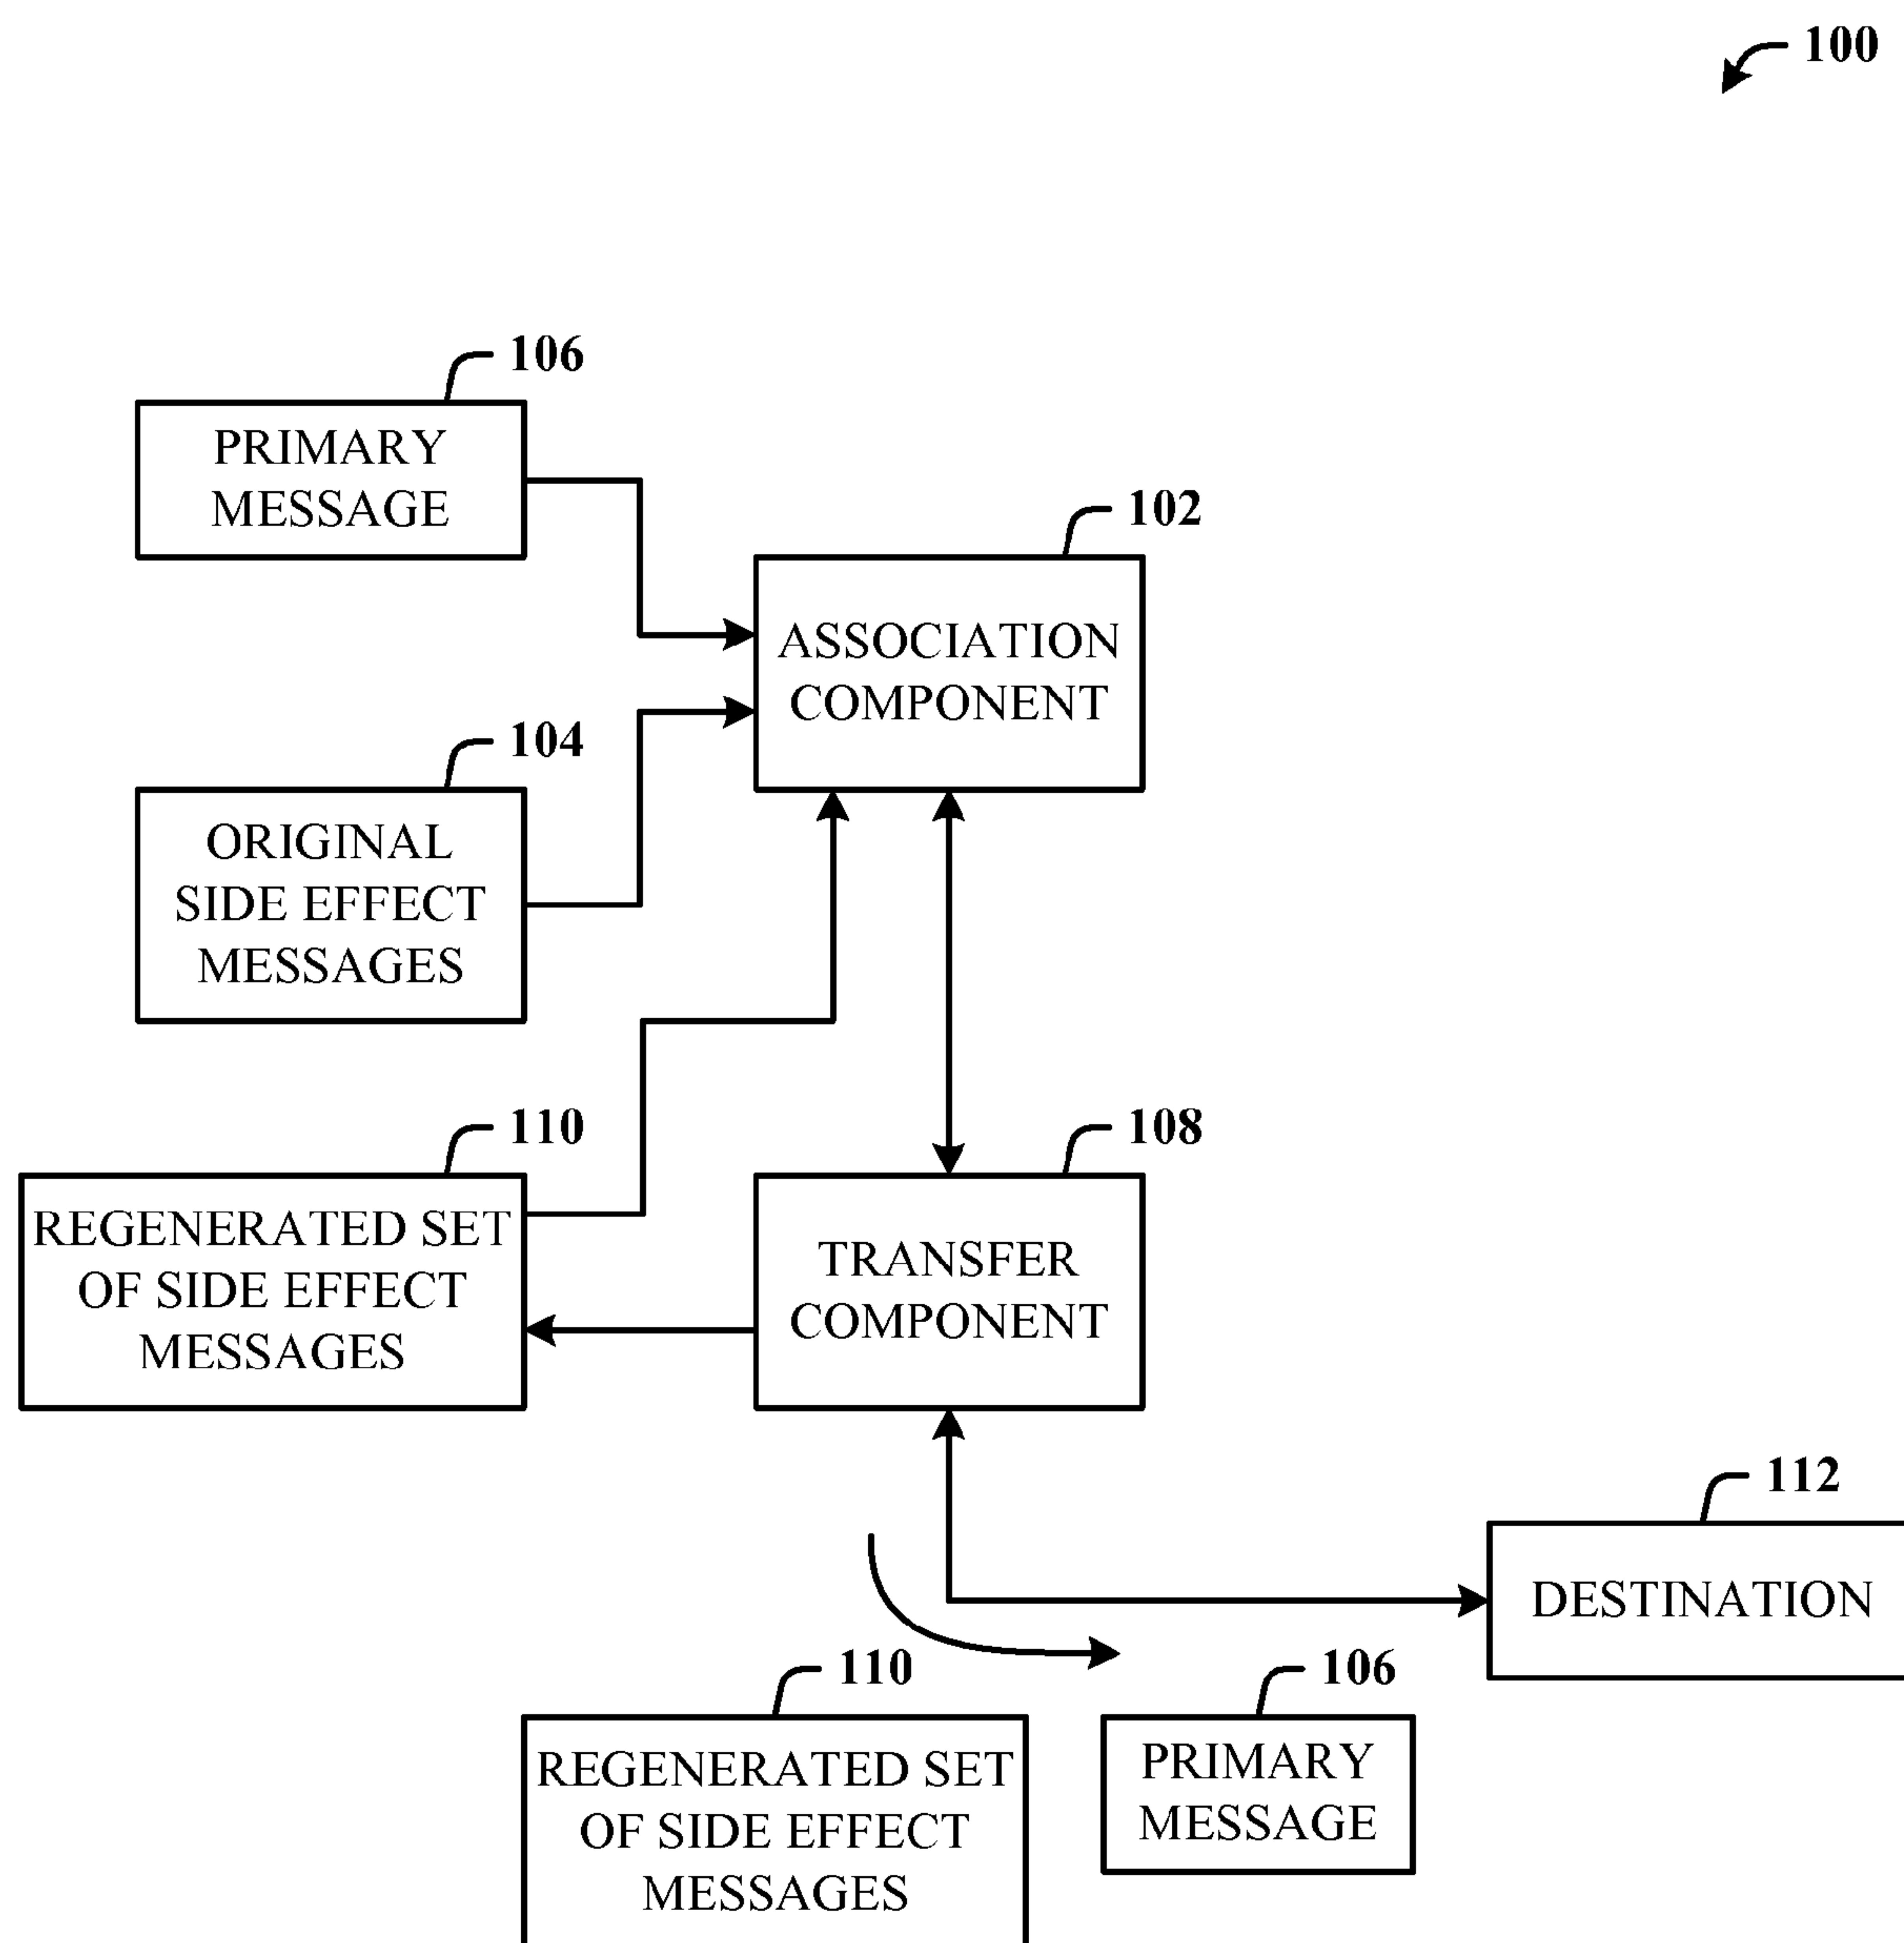 100
106
PRIMARY
MESSAGE
102
ASSOCIATION
COMPONENT
104
ORIGINAL
SIDE EFFECT
MESSAGES
110
REGENERATED SET
OF SIDE EFFECT
MESSAGES
108
TRANSFER
COMPONENT
112
DESTINATION
110
REGENERATED SET
OF SIDE EFFECT
MESSAGES
106
PRIMARY
MESSAGE